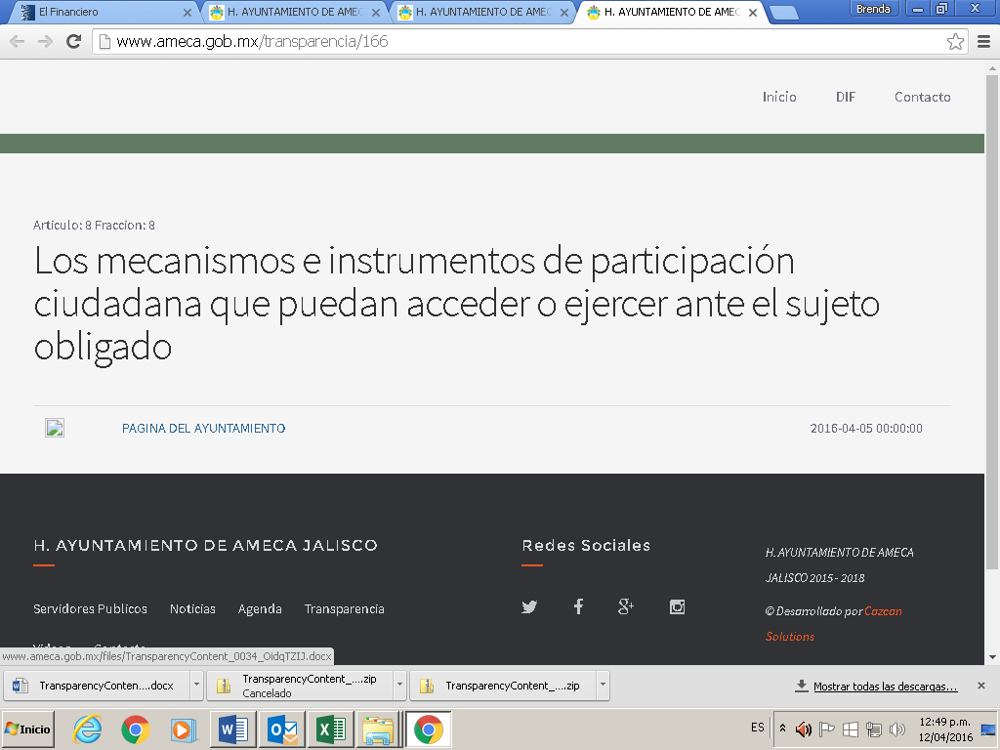 El Financiero
H. AYUNTAMIENTO DE AMEC
H. AYUNTAMIENTO DE AMEC
H. AYUNTAMIENTO DE AMEC
Brenda
www.ameca.gob.mx/transparencia/166
Inicio DIF Contacto
Artículo: 8 Fraccion: 8
Los mecanismos e instrumentos de participación
ciudadana que puedan acceder o ejercer ante el sujeto
obligado
PAGINA DEL AYUNTAMIENTO 2016-04-05 00:00:00
H. AYUNTAMIENTO DE AMECA JALISCO
Servidores Publicos Noticias Agenda Transparencia
Videos Contacto
Redes Sociales
H. AYUNTAMIENTO DE AMECA
JALISCO 2015 - 2018
© Desarrollado por Cazcan
Solutions
www.ameca.gob.mx/files/TransparencyContent_0034_OidqTZIJ.docx
TransparencyConten....docx
TransparencyContent_....zip
Cancelado
TransparencyContent_....zip
Mostrar todas las descargas...
Inicio
ES
12:49 p.m.
12/04/2016